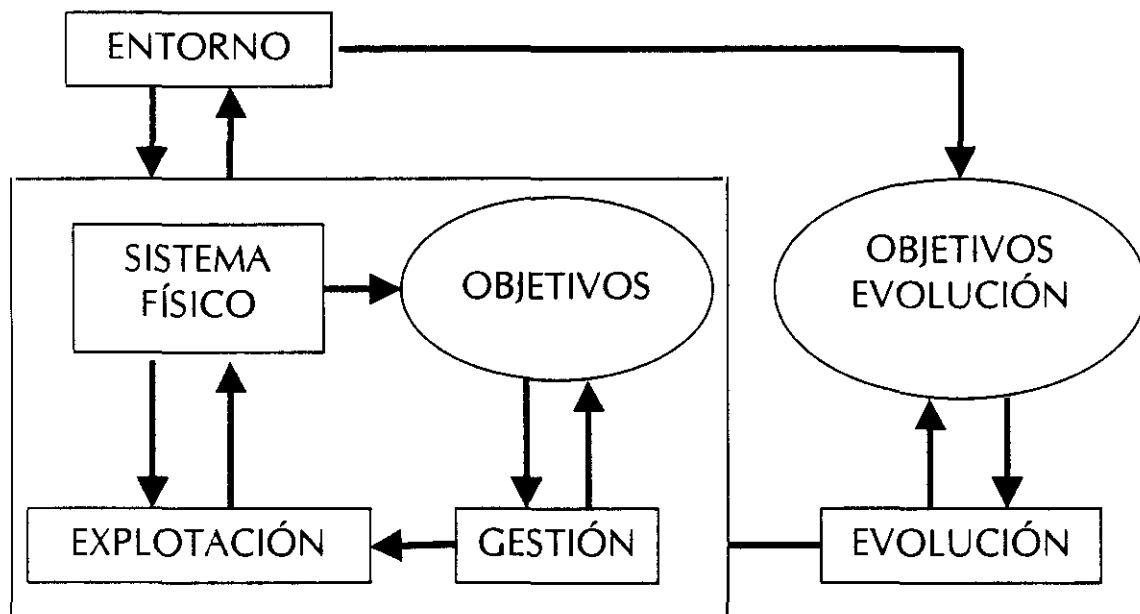 ENTORNO
SISTEMA
FÍSICO
OBJETIVOS
OBJETIVOS
EVOLUCIÓN
EXPLOTACIÓN
GESTIÓN
EVOLUCIÓN